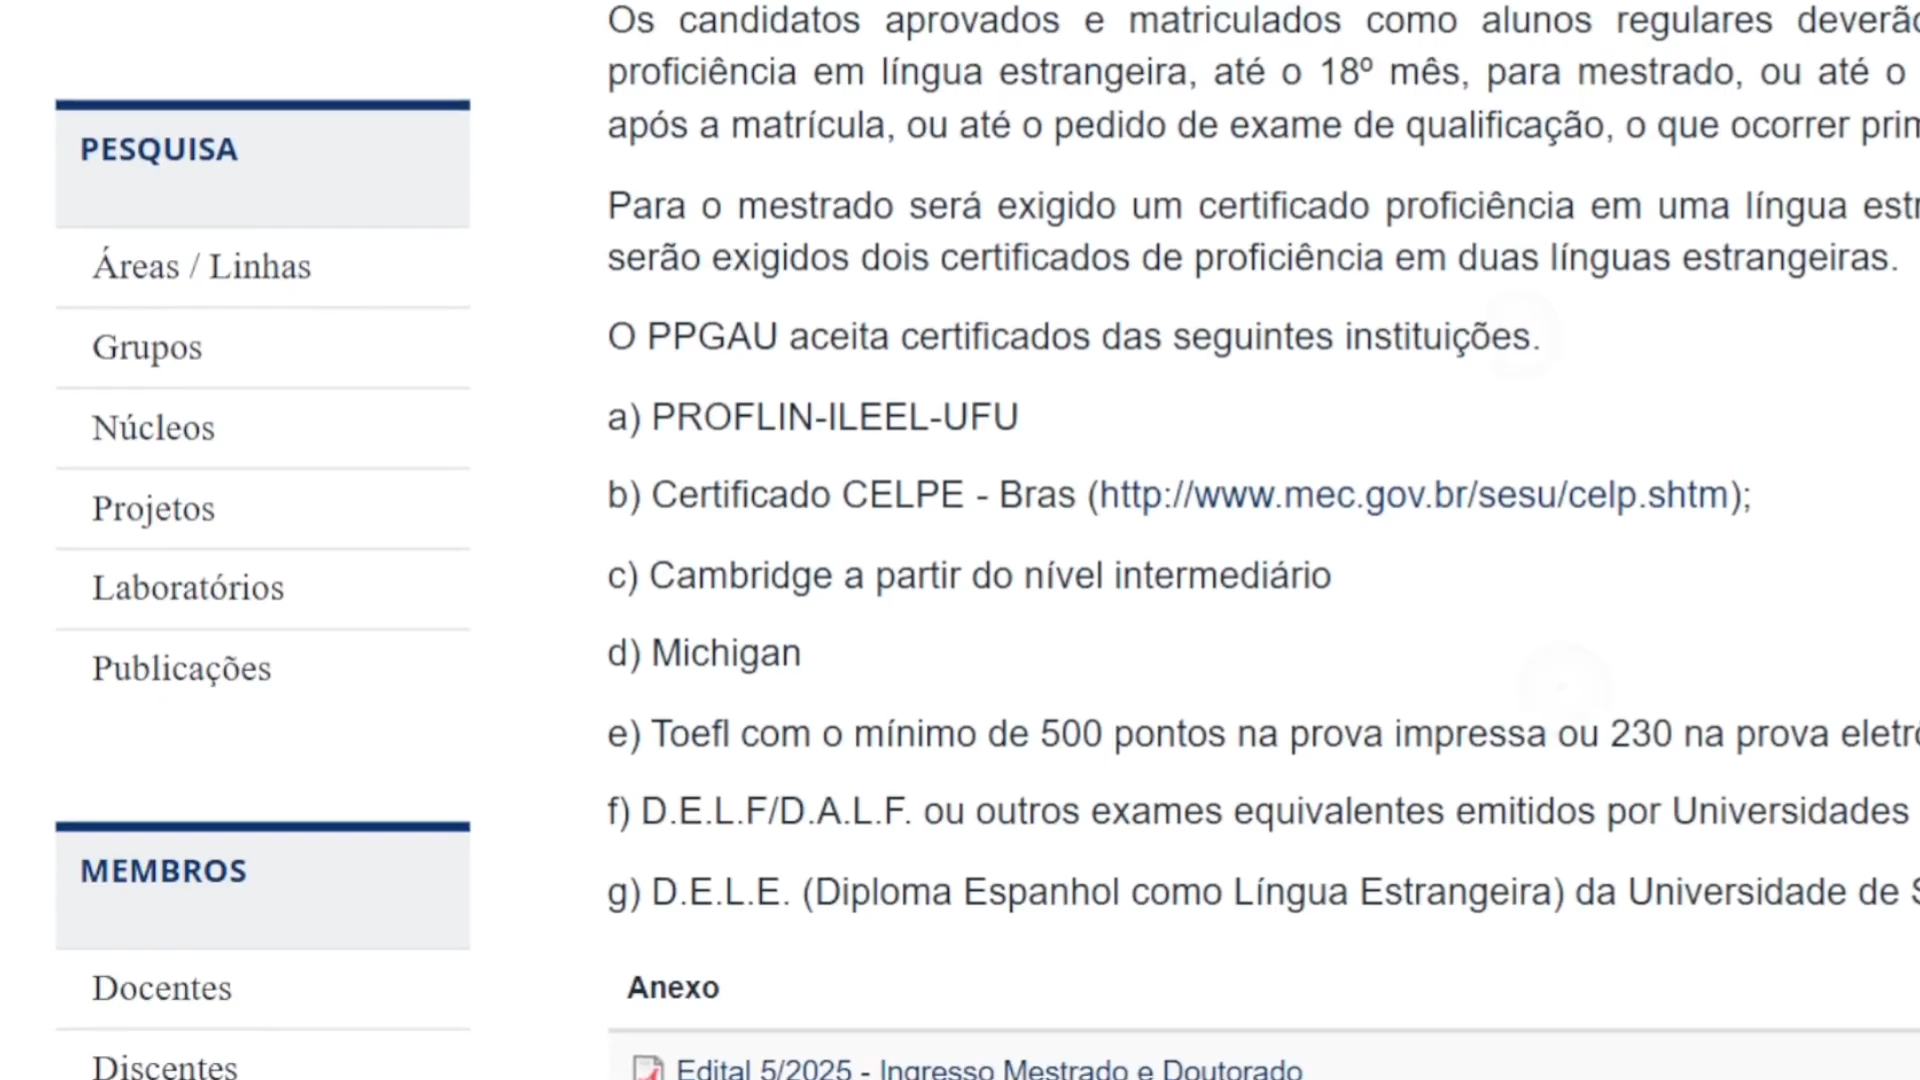 PESQUISA
Áreas / Linhas
Grupos
Núcleos
Projetos
Laboratórios
Publicações
MEMBROS
Docentes
Discentes
Os candidatos aprovados e matriculados como alunos regulares
proficiência em língua estrangeira, até o 18º mês, para mestrado, ou até o
após a matrícula, ou até o pedido de exame de qualificação, o que ocorrer
Para o mestrado será exigido um certificado proficiência em uma língua
serão exigidos dois certificados de proficiência em duas línguas estrangeiras.
O PPGAU aceita certificados das seguintes instituições.
a) PROFLIN-ILEEL-UFU
b) Certificado CELPE - Bras (http://www.mec.gov.br/sesu/celp.shtm);
c) Cambridge a partir do nível intermediário
d) Michigan
e) Toefl com o mínimo de 500 pontos na prova impressa ou 230 na prova
f) D.E.L.F/D.A.L.F. ou outros exames equivalentes emitidos por Universidades
g) D.E.L.E. (Diploma Espanhol como Língua Estrangeira) da Universidade de
Anexo
Edital 5/2025 - Ingresso Mestrado e Doutorado